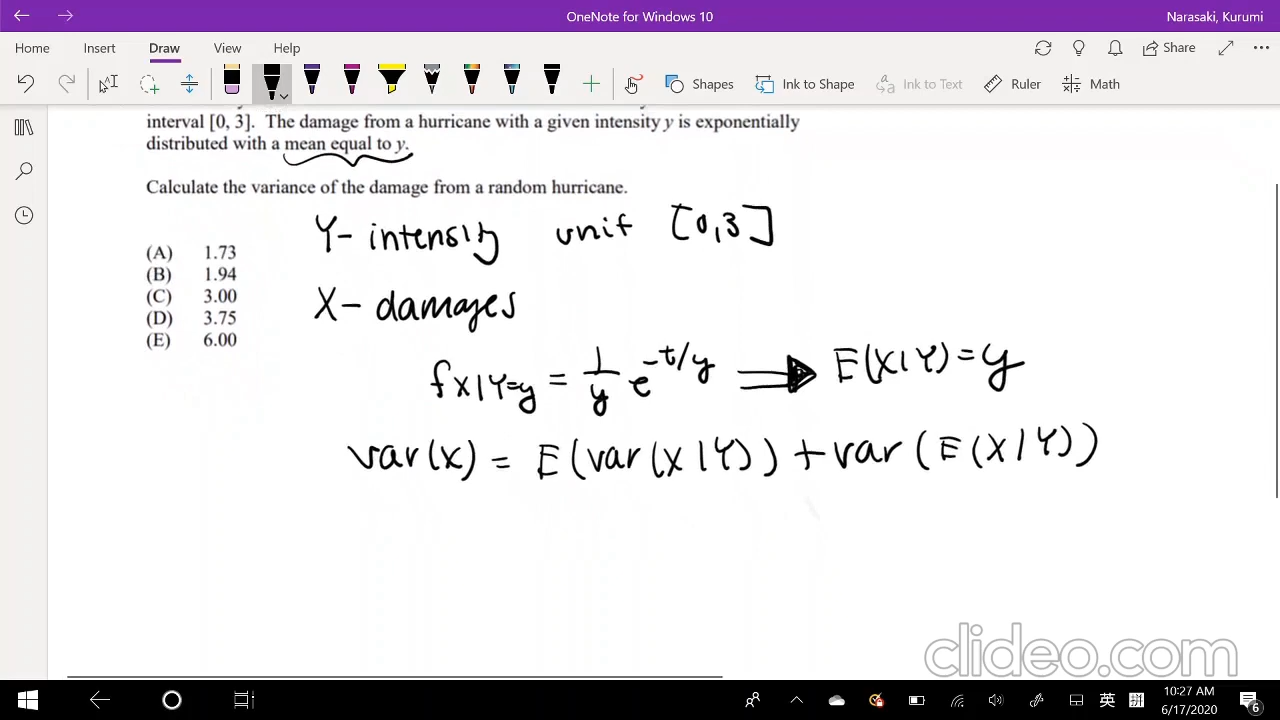 OneNote for Windows 10
Narasaki, Kurumi
Home Insert Draw View Help Share
Shapes Ink to Shape Ink to Text Ruler Math
interval [0, 3]. The damage from a hurricane with a given intensity y is exponentially
distributed with a mean equal to y.
Calculate the variance of the damage from a random hurricane.
Y- intensity unif [0,3]
(A) 1.73
(B) 1.94
(C) 3.00
(D) 3.75
(E) 6.00
X- damages
f X|Y=y = 1/y e^-t/y ⟹ E(X|Y)=y
var(x) = E(var(X|Y)) + var(E(X|Y))
clideo.com
英
拼
10:27 AM
6/17/2020
6